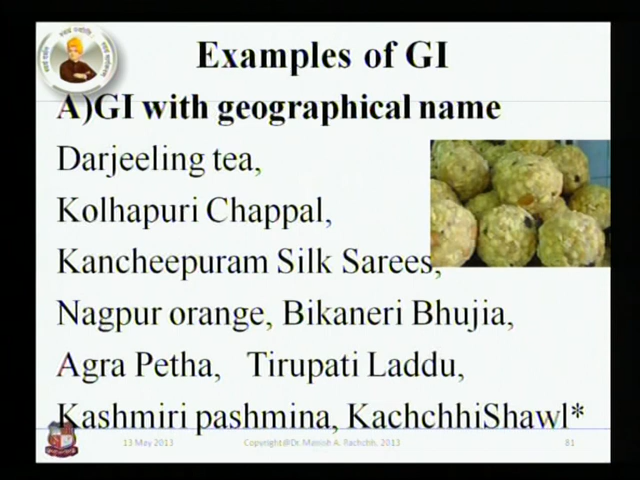 Examples of GI
A)GI with geographical name
Darjeeling tea,
Kolhapuri Chappal,
Kancheepuram Silk Sarees,
Nagpur orange, Bikaneri Bhujia,
Agra Petha, Tirupati Laddu,
Kashmiri pashmina, KachchhiShawl*
13 May 2013 Copyright@Dr. Manish A. Rachchh. 2013 81